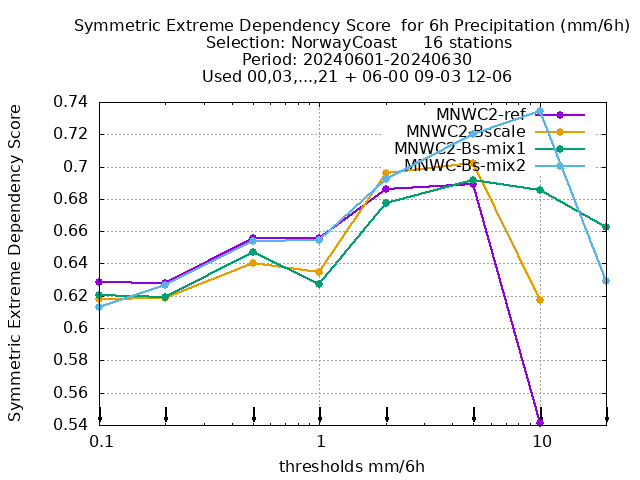 Symmetric Extreme Dependency Score  for 6h Precipitation (mm/6h)
Selection: NorwayCoast     16 stations
Period: 20240601-20240630
Used 00,03,...,21 + 06-00 09-03 12-06
Symmetric Extreme Dependency Score
0.74
0.72
0.7
0.68
0.66
0.64
0.62
0.6
0.58
0.56
0.54
MNWC2-ref
MNWC2-Bscale
MNWC2-Bs-mix1
MNWC-Bs-mix2
0.1
1
10
thresholds mm/6h